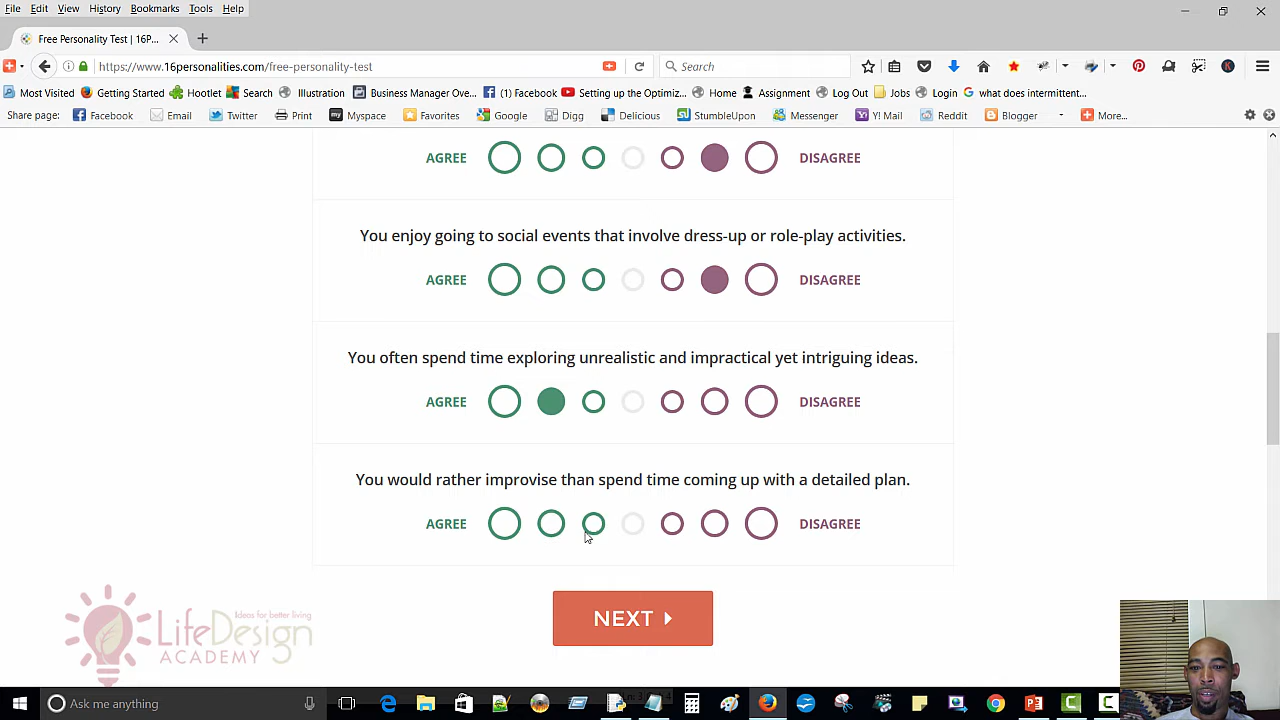 File Edit View History Bookmarks Tools Help
Free Personality Test | 16P...
https://www.16personalities.com/free-personality-test
Search
Most Visited Getting Started Hootlet Search Illustration Business Manager Ove... (1) Facebook Setting up the Optimiz... Home Assignment Log Out Jobs Login what does intermittent...
Share page: Facebook Email Twitter Print Myspace Favorites Google Digg Delicious StumbleUpon Messenger Y! Mail Reddit Blogger More...
AGREE DISAGREE
You enjoy going to social events that involve dress-up or role-play activities.
AGREE DISAGREE
You often spend time exploring unrealistic and impractical yet intriguing ideas.
AGREE DISAGREE
You would rather improvise than spend time coming up with a detailed plan.
AGREE DISAGREE
NEXT
Ideas for better living
LifeDesign
ACADEMY
Ask me anything